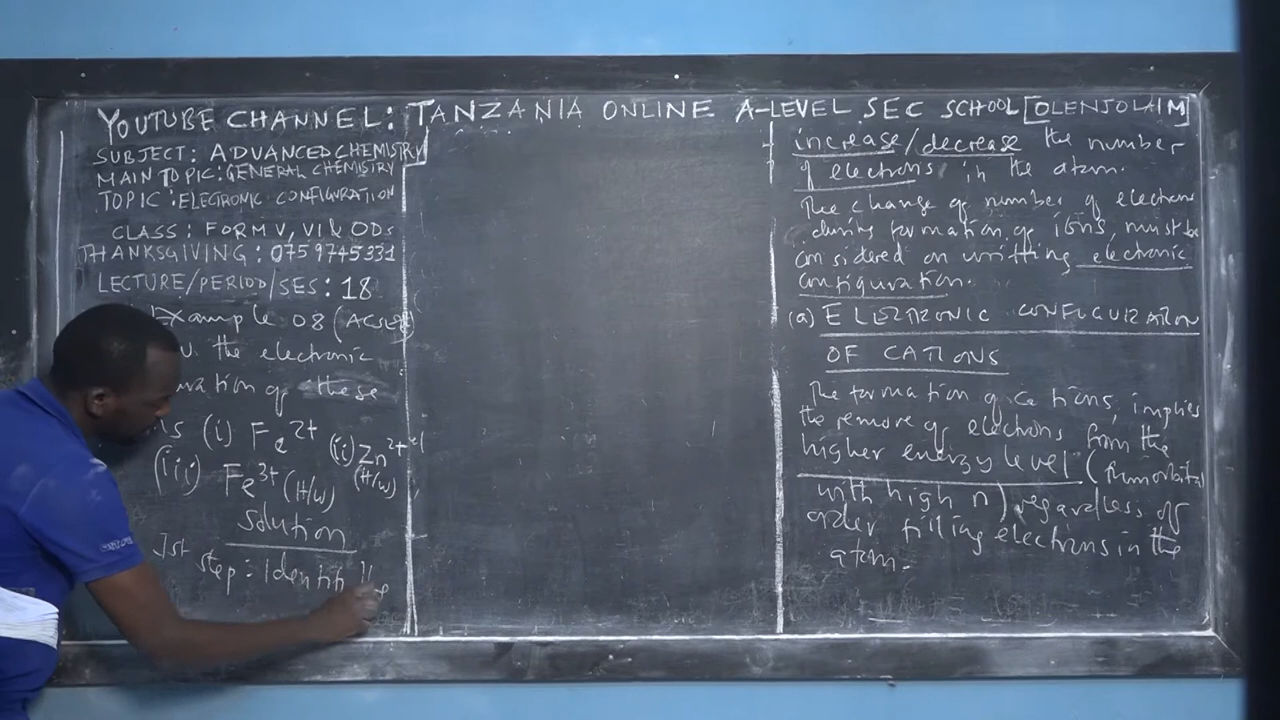 YOUTUBE CHANNEL: TANZANIA ONLINE A-LEVEL SEC SCHOOL [OLENSOLAIM]
SUBJECT: ADVANCED CHEMISTRY
MAIN TOPIC: GENERAL CHEMISTRY
TOPIC: ELECTRONIC CONFIGURATION
CLASS: FORM V, VI & ODs
THANKSGIVING: 0759745331
LECTURE/PERIOD/SES: 18
Example 08 (ACSEE)
the electronic
of these
(i) Fe²⁺ (ii) Zn²⁺
(H/W)
(iii) Fe³⁺ (H/W)
Solution
1st step: Identify the
increase/decrease the number
of electrons in the atom.
The change of number of electrons
during formation of ions, must be
considered on writting electronic
configuration.
(a) ELECTRONIC CONFIGURATION
OF CATIONS
The formation of cations, implies
the remove of electrons from the
higher energy level (from orbital
with high n) regardless of
order filling electrons in the
atom.